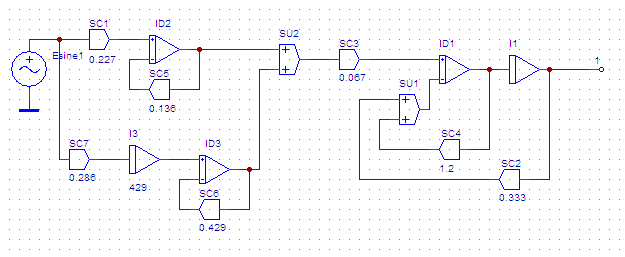 SC1
ID2
SU2
SC3
ID1
I1
1
Esine1
0.227
SC5
0.067
SU1
0.136
SC4
SC7
I3
ID3
1.2
SC2
0.286
429
SC6
0.333
0.429